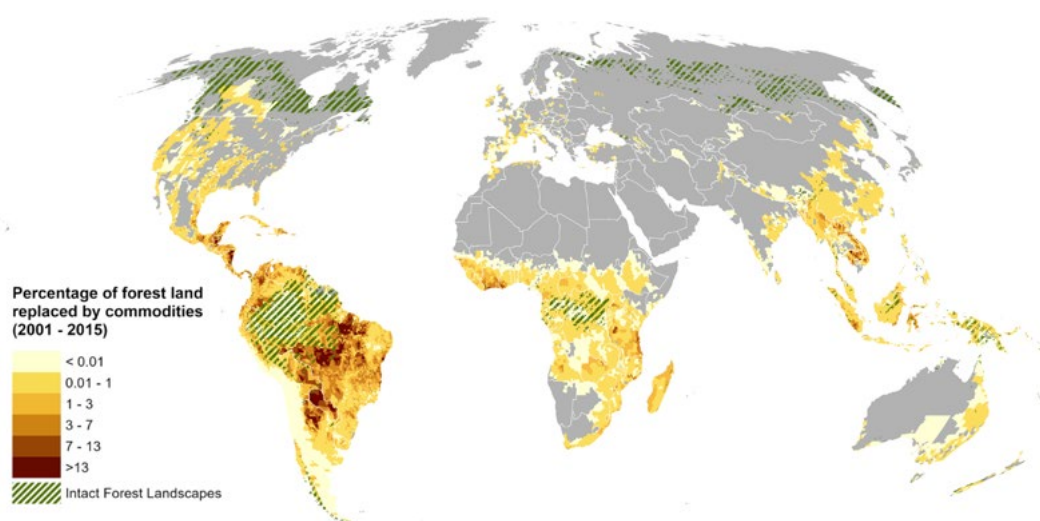 Percentage of forest land
replaced by commodities
(2001 - 2015)
< 0.01
0.01 - 1
1 - 3
3 - 7
7 - 13
>13
Intact Forest Landscapes